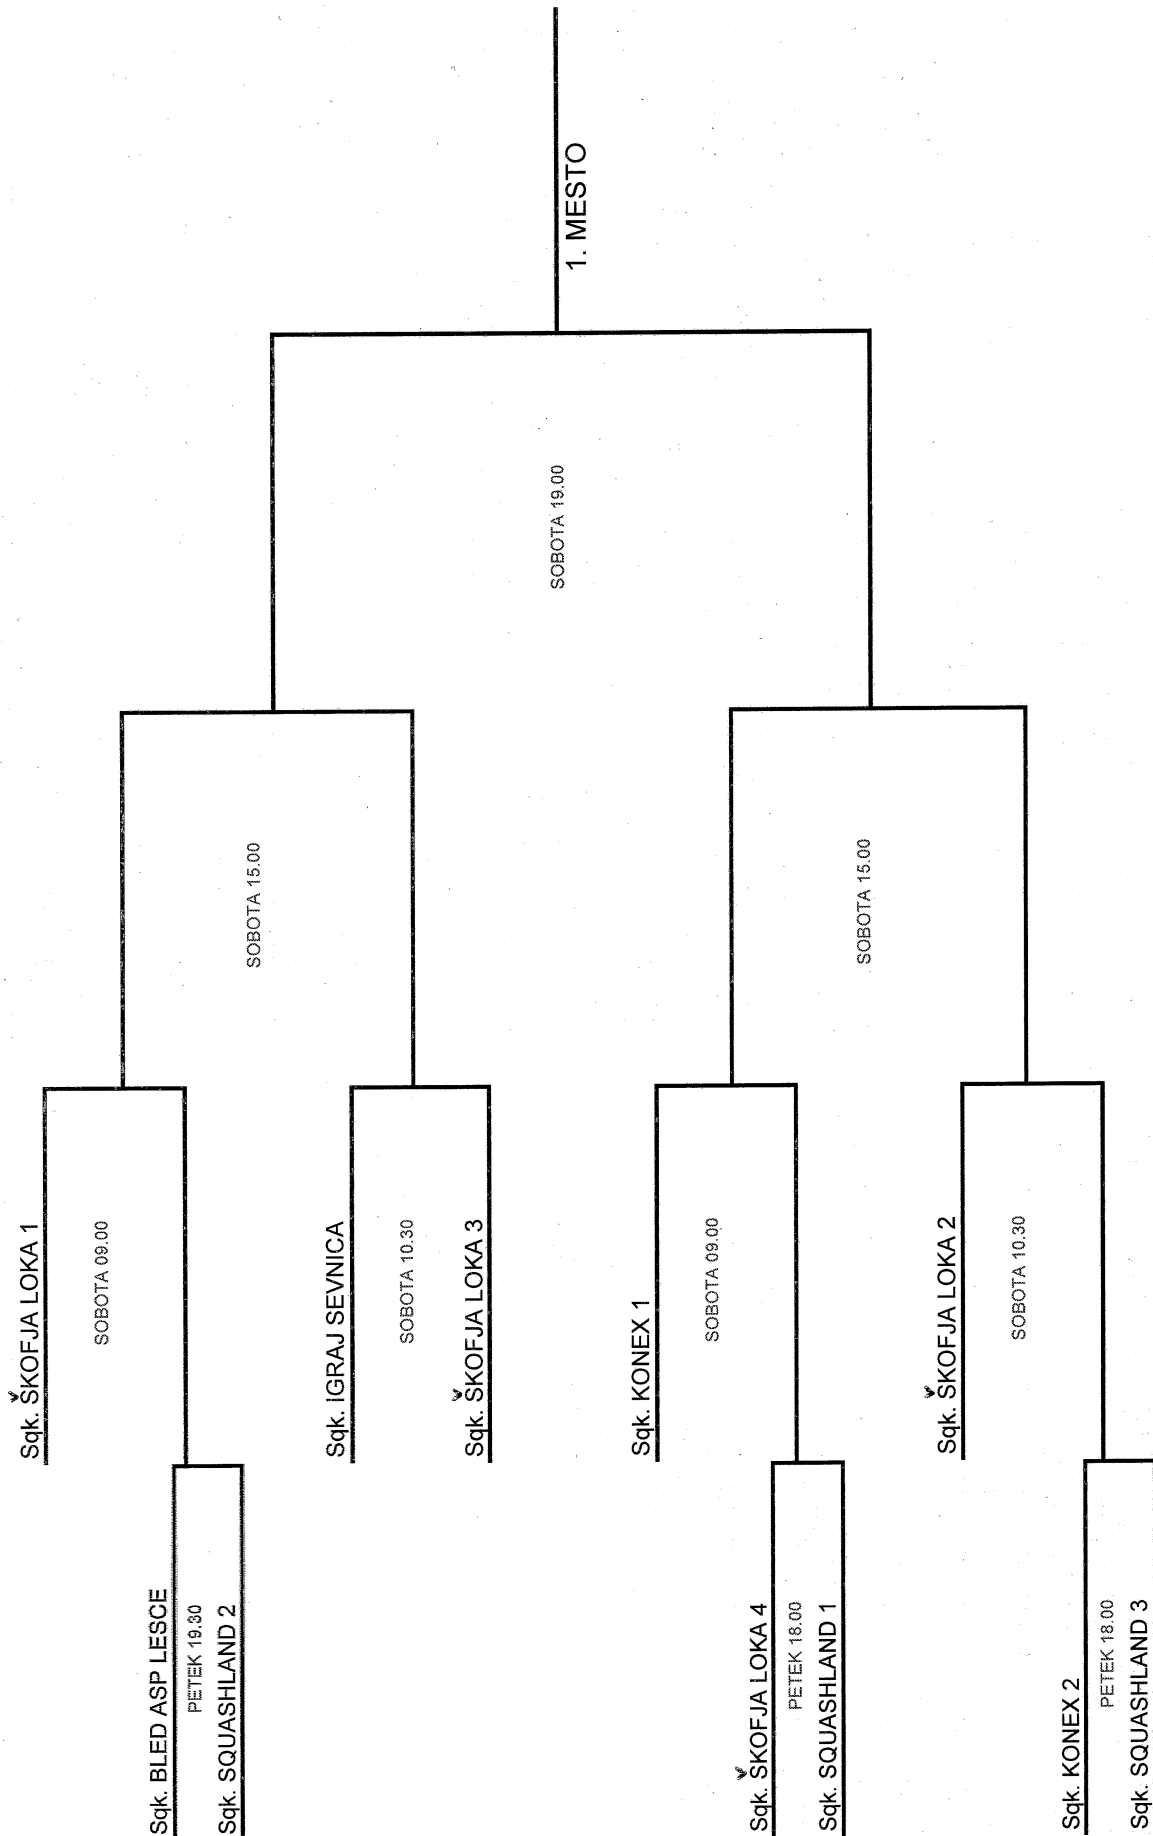 Sqk. ŠKOFJA LOKA 1
SOBOTA 09.00
Sqk. BLED ASP LESCE
PETEK 19.30
Sqk. SQUASHLAND 2
SOBOTA 15.00
Sqk. IGRAJ SEVNICA
SOBOTA 10.30
Sqk. ŠKOFJA LOKA 3
SOBOTA 19.00
1. MESTO
Sqk. KONEX 1
SOBOTA 09.00
Sqk. ŠKOFJA LOKA 4
PETEK 18.00
Sqk. SQUASHLAND 1
SOBOTA 15.00
Sqk. ŠKOFJA LOKA 2
SOBOTA 10.30
Sqk. KONEX 2
PETEK 18.00
Sqk. SQUASHLAND 3